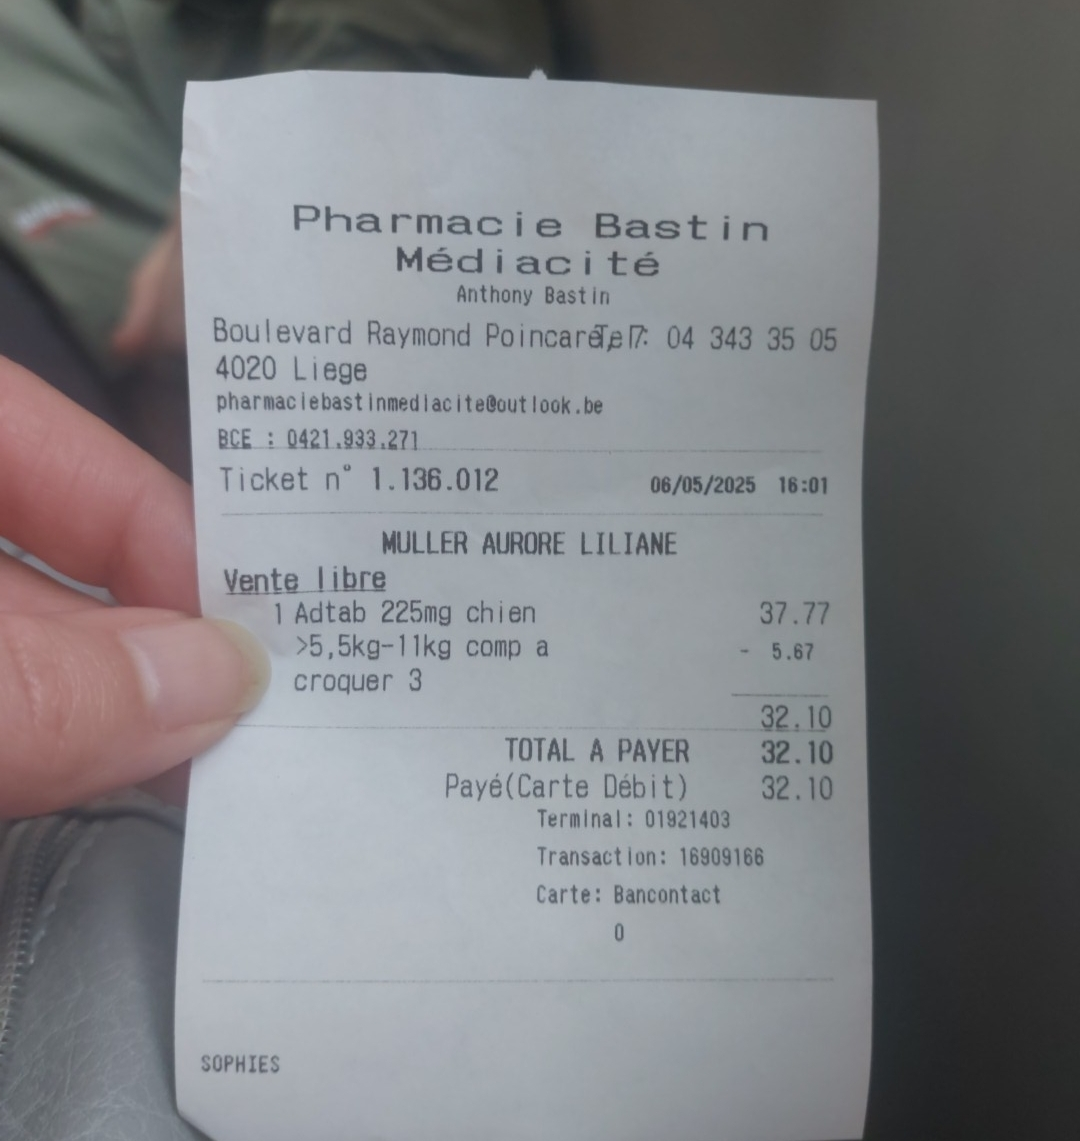 Pharmacie Bastin
Médiacité
Anthony Bastin
Boulevard Raymond Poincaré 7: 04 343 35 05
4020 Liege
pharmaciebastinmediacite@outlook.be
BCE : 0421.933.271
Ticket n° 1.136.012 06/05/2025 16:01
MULLER AURORE LILIANE
Vente libre
1 Adtab 225mg chien 37.77
>5,5kg-11kg comp a - 5.67
croquer 3
32.10
TOTAL A PAYER 32.10
Payé(Carte Débit) 32.10
Terminal: 01921403
Transaction: 16909166
Carte: Bancontact
0
SOPHIES